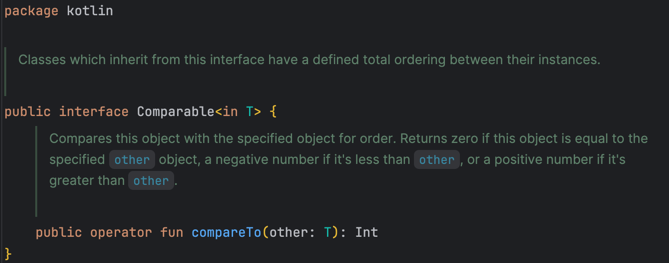 package kotlin
Classes which inherit from this interface have a defined total ordering between their instances.
public interface Comparable<in T> {
Compares this object with the specified object for order. Returns zero if this object is equal to the
specified other object, a negative number if it's less than other, or a positive number if it's
greater than other.
public operator fun compareTo(other: T): Int
}